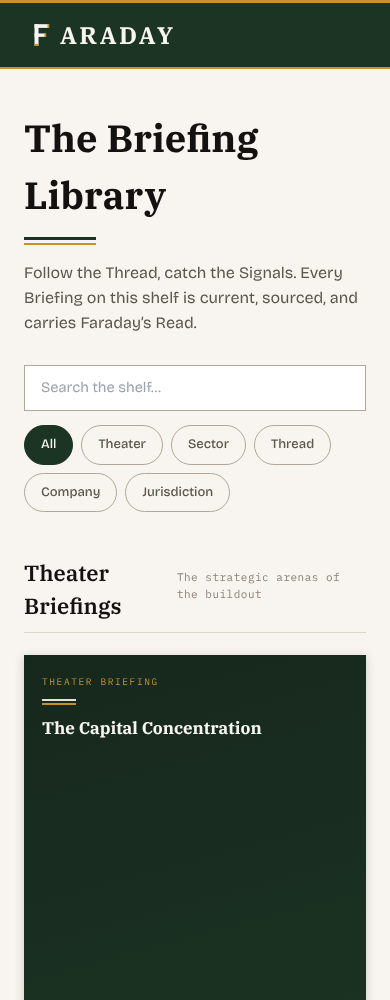 FARADAY
The Briefing
Library
Follow the Thread, catch the Signals. Every
Briefing on this shelf is current, sourced, and
carries Faraday's Read.
Search the shelf...
All Theater Sector Thread
Company Jurisdiction
Theater
Briefings
The strategic arenas of
the buildout
THEATER BRIEFING
The Capital Concentration